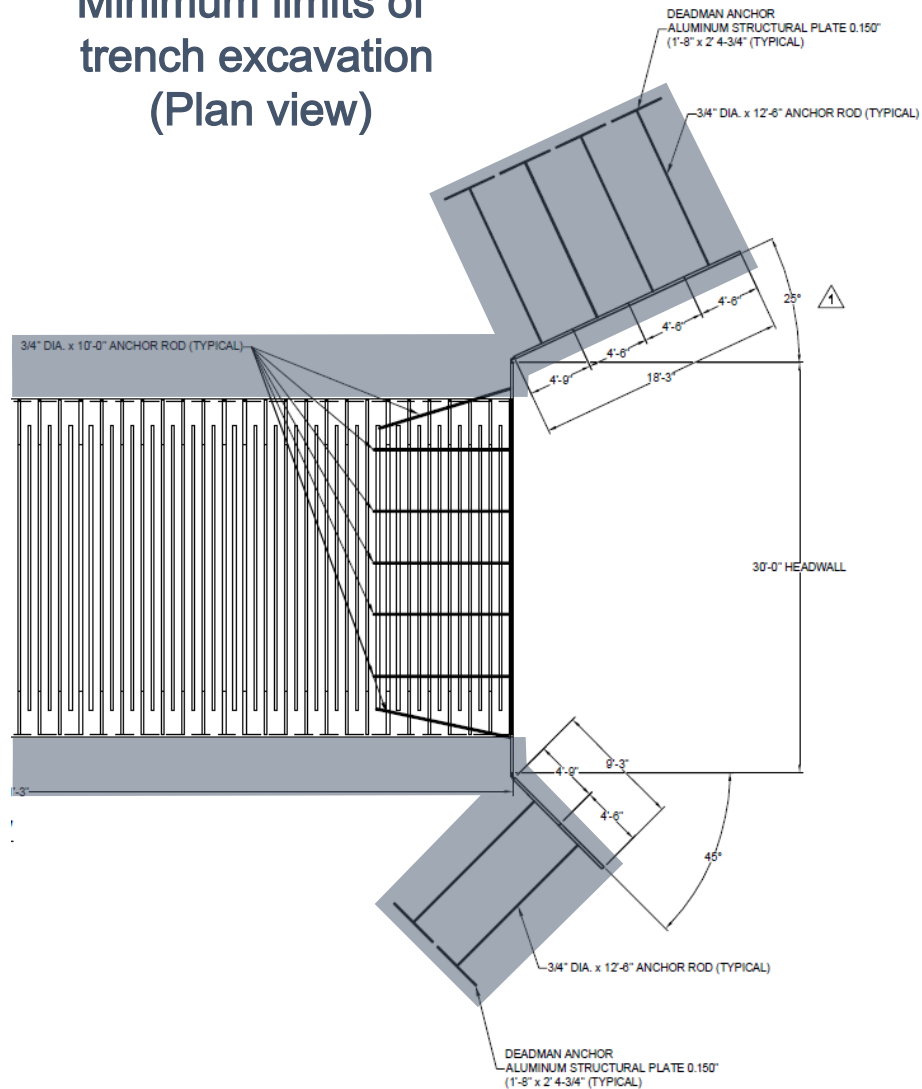 Minimum limits of
trench excavation
(Plan view)
DEADMAN ANCHOR
ALUMINUM STRUCTURAL PLATE 0.150"
(1'-8" x 2' 4-3/4" (TYPICAL)
3/4" DIA. x 12'-6" ANCHOR ROD (TYPICAL)
25°
1
4'-6"
4'-6"
4'-6"
4'-9"
18'-3"
3/4" DIA. x 10'-0" ANCHOR ROD (TYPICAL)
30'-0" HEADWALL
4'-9"
9'-3"
4'-6"
45°
'-3"
3/4" DIA. x 12'-6" ANCHOR ROD (TYPICAL)
DEADMAN ANCHOR
ALUMINUM STRUCTURAL PLATE 0.150"
(1'-8" x 2' 4-3/4" (TYPICAL)